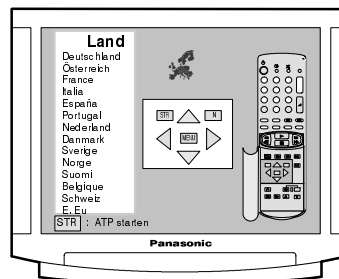 Land
Deutschland
Österreich
France
Italia
España
Portugal
Nederland
Danmark
Sverige
Norge
Suomi
Belgique
Schweiz
E. Eu
STR N
MENU
STR : ATP starten
Panasonic